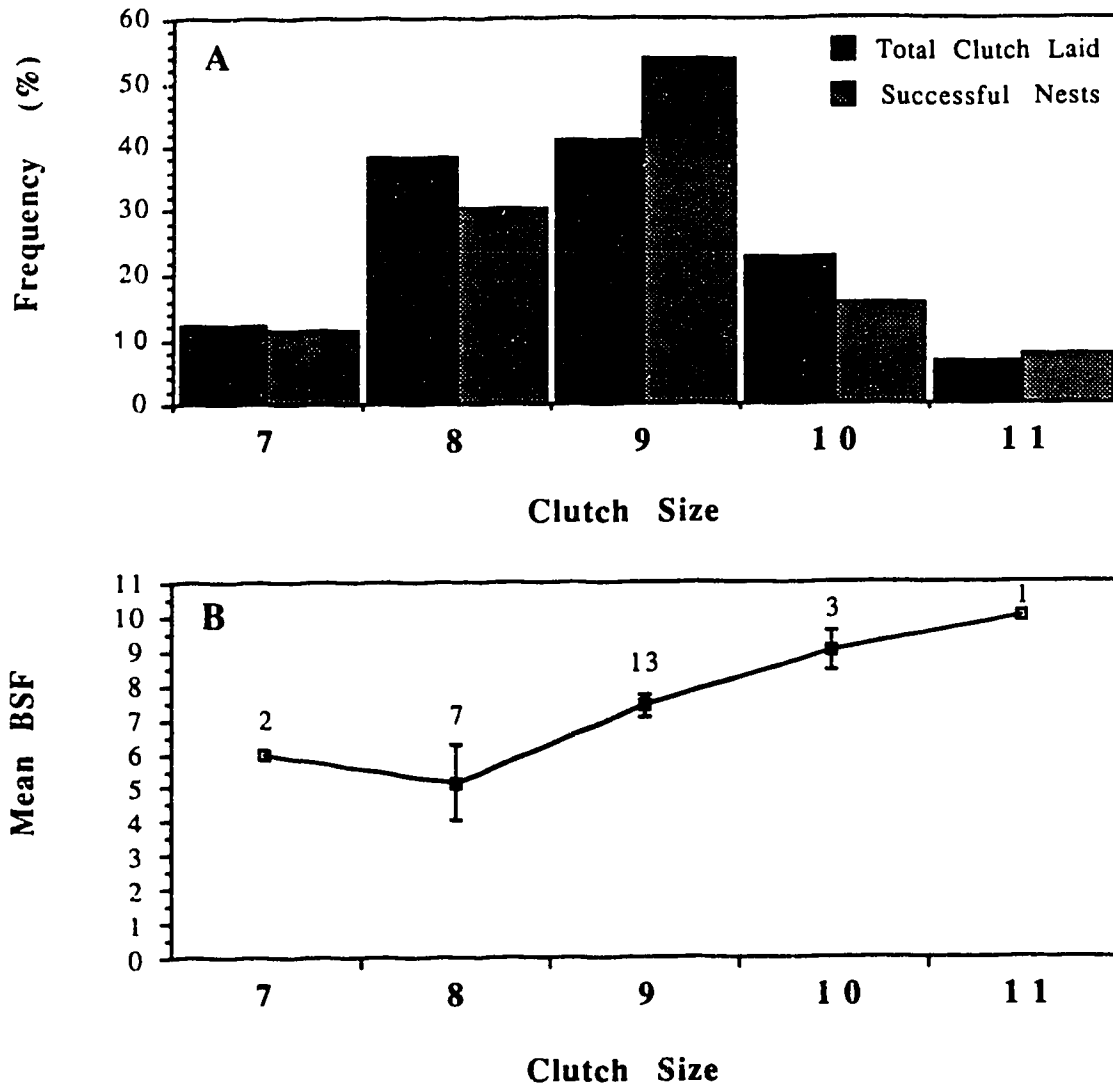 A
Total Clutch Laid
Successful Nests
Frequency (%)
60
50
40
30
20
10
0
7 8 9 10 11
Clutch Size
B
Mean BSF
11
10
9
8
7
6
5
4
3
2
1
0
2 7 13 3 1
7 8 9 10 11
Clutch Size